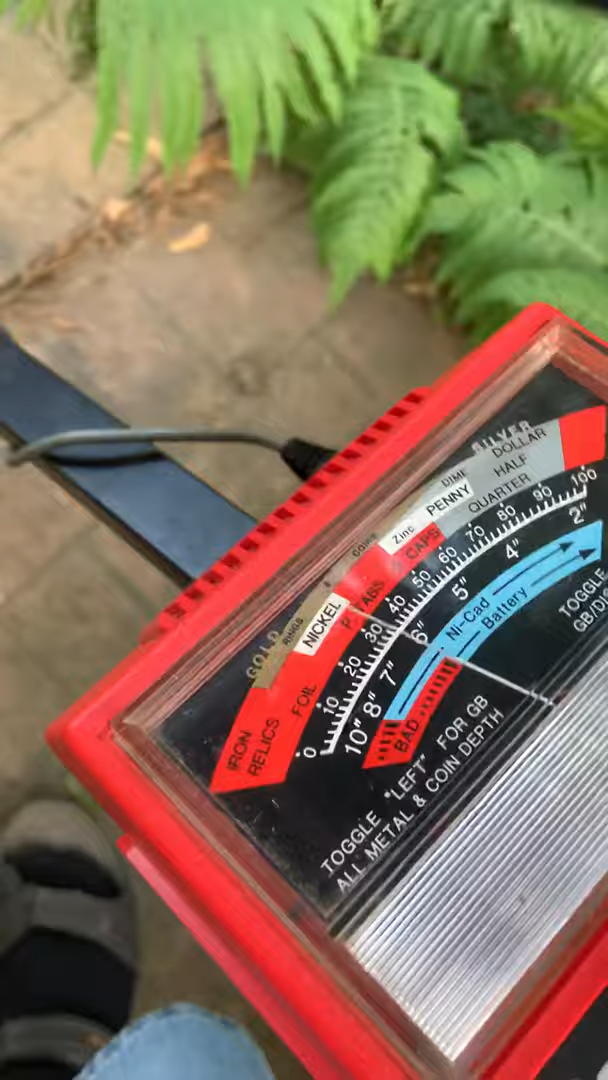 SILVER
DOLLAR
HALF
QUARTER
DIME
PENNY
Zinc
COINS
CAPS
GOLD
RINGS
NICKEL
FOIL
IRON
RELICS
0 10 20 30 40 50 60 70 80 90 100
10" 8" 7" 6" 5" 4" 2"
Ni-Cad
Battery
BAD
TOGGLE "LEFT" FOR GB
ALL METAL & COIN DEPTH
TOGGLE